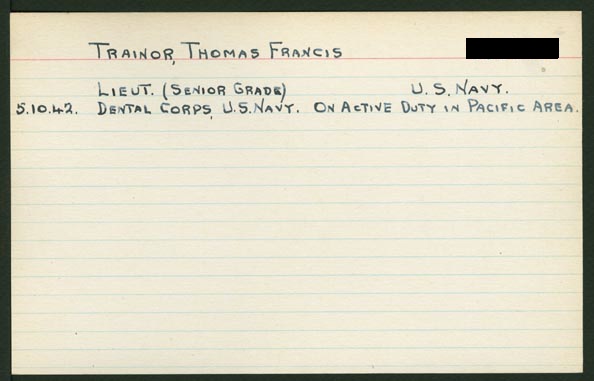 Trainor, Thomas Francis
Lieut. (Senior Grade) U.S. Navy.
5.10.42. Dental Corps, U.S. Navy. On Active Duty in Pacific Area.